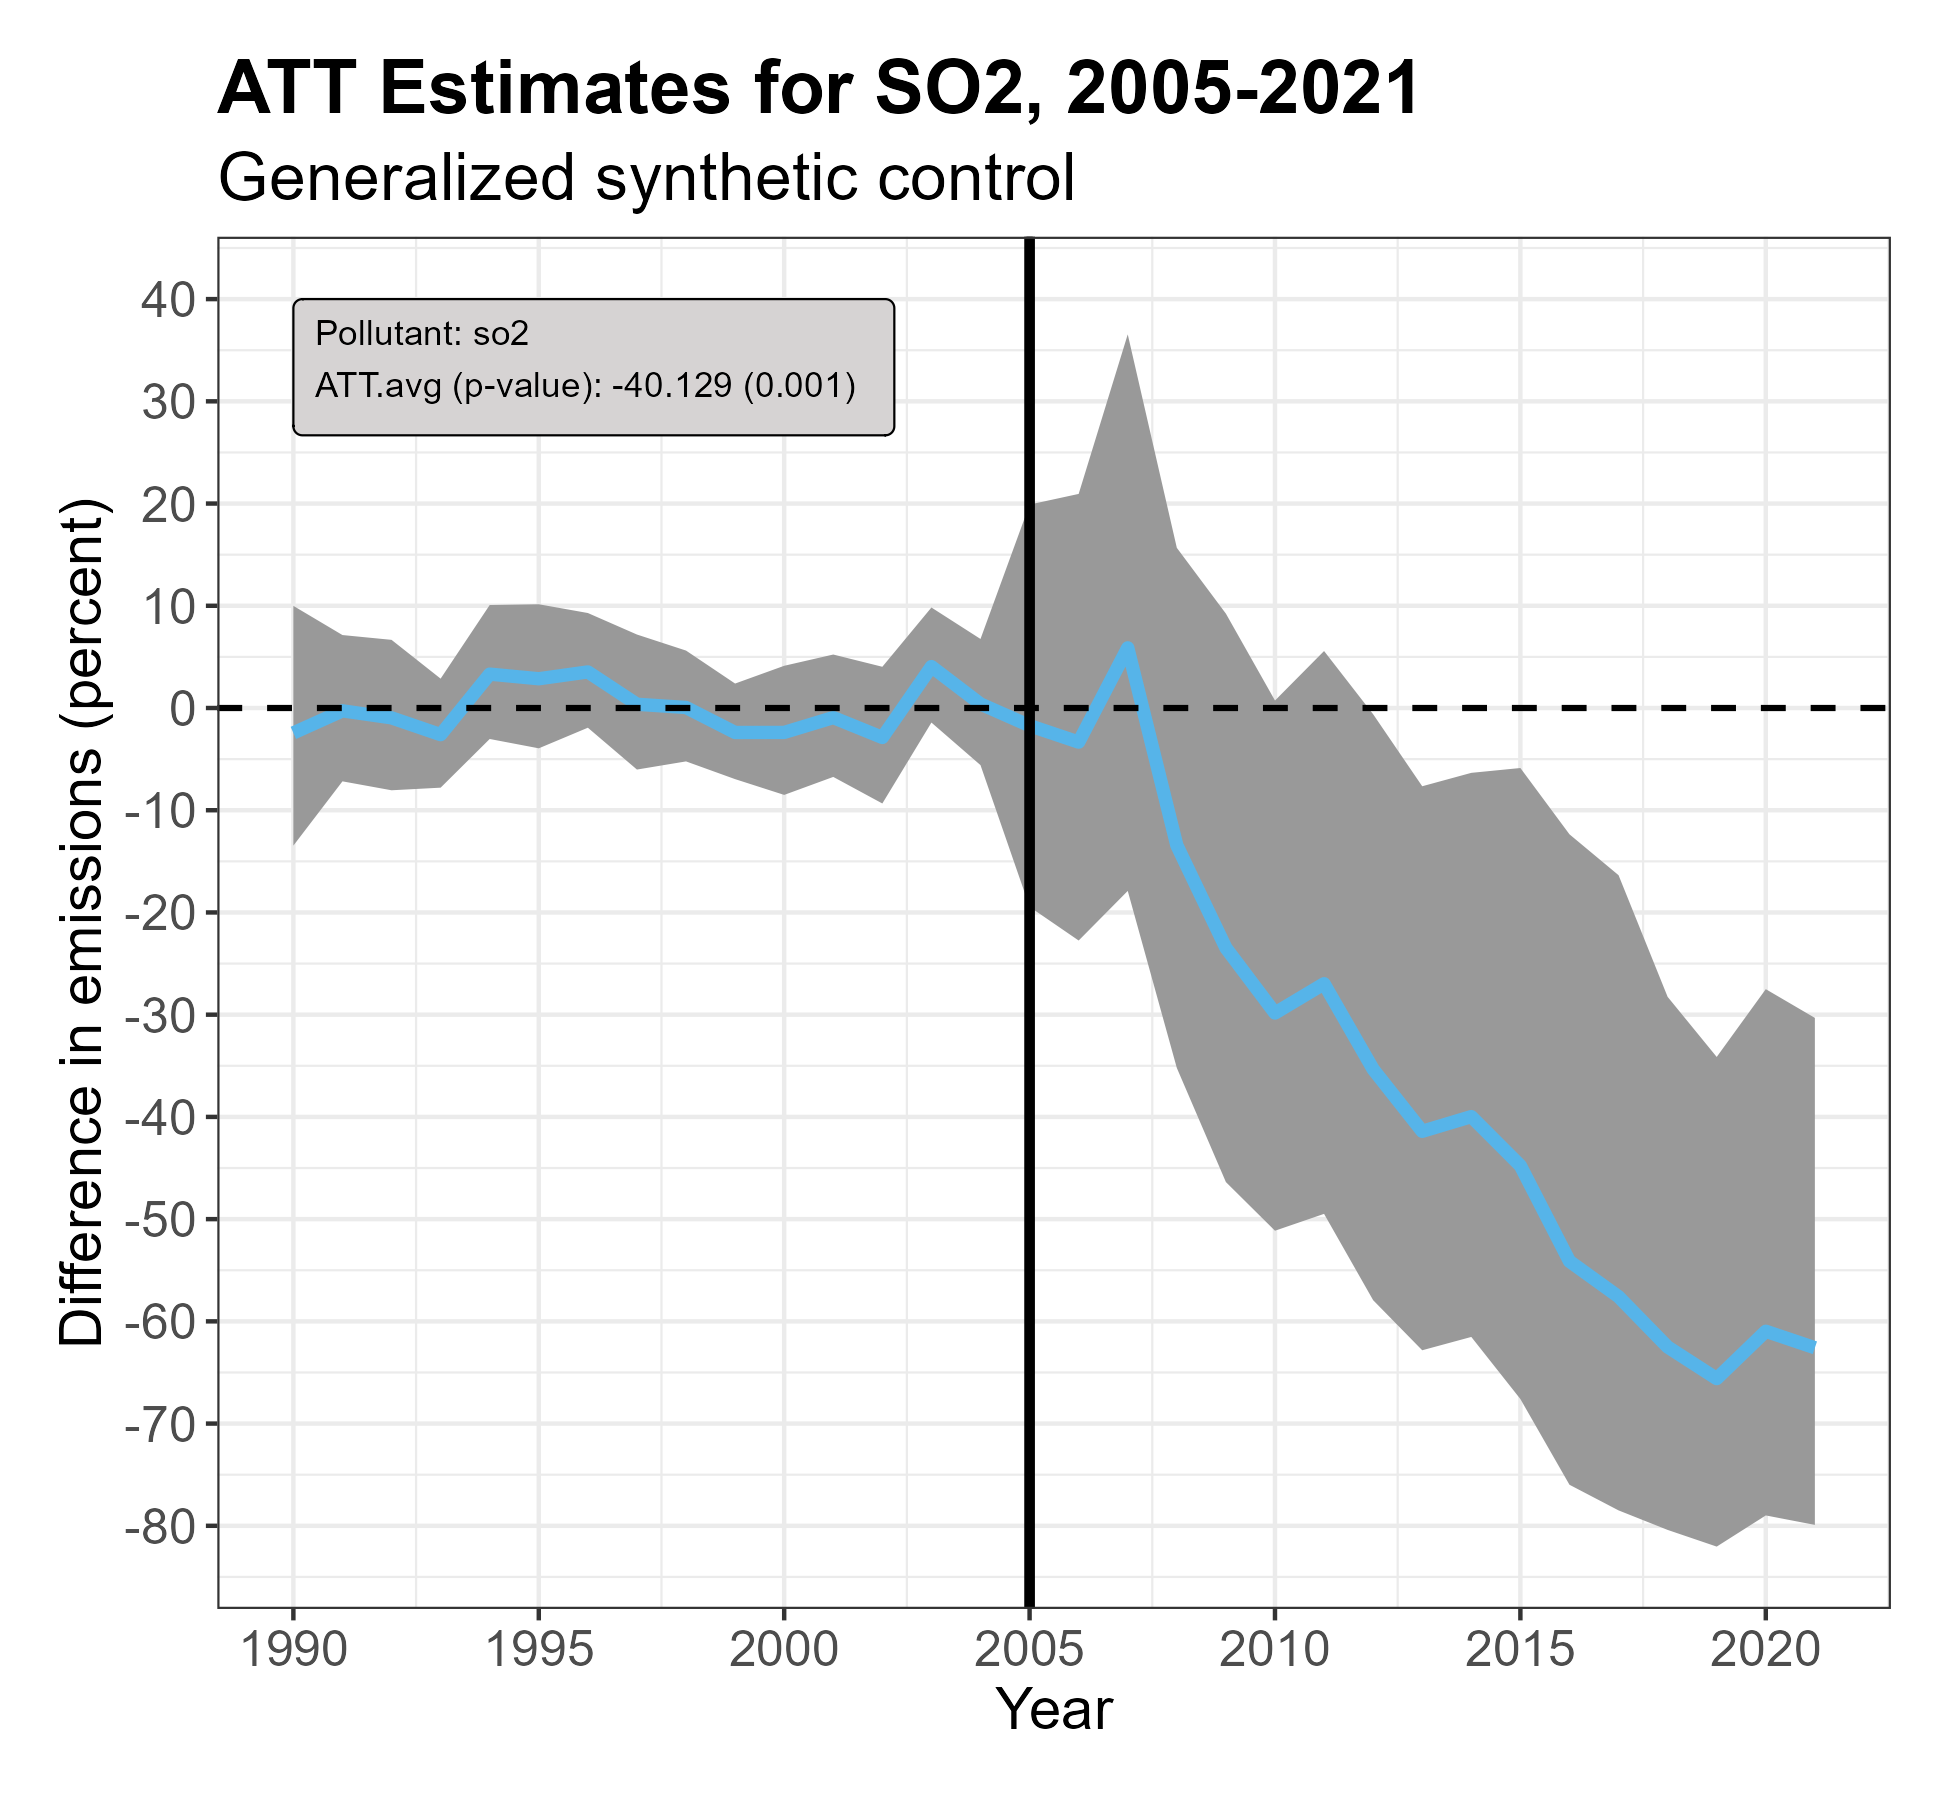 ATT Estimates for SO2, 2005-2021
Generalized synthetic control
Pollutant: so2
ATT.avg (p-value): -40.129 (0.001)
Difference in emissions (percent)
40
30
20
10
0
-10
-20
-30
-40
-50
-60
-70
-80
1990 1995 2000 2005 2010 2015 2020
Year